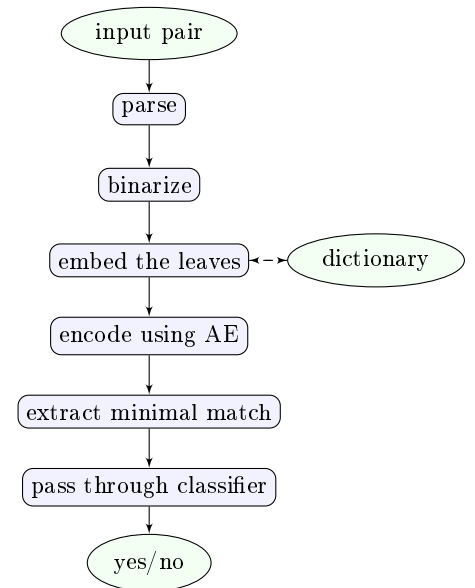 input pair
parse
binarize
embed the leaves
dictionary
encode using AE
extract minimal match
pass through classifier
yes/no